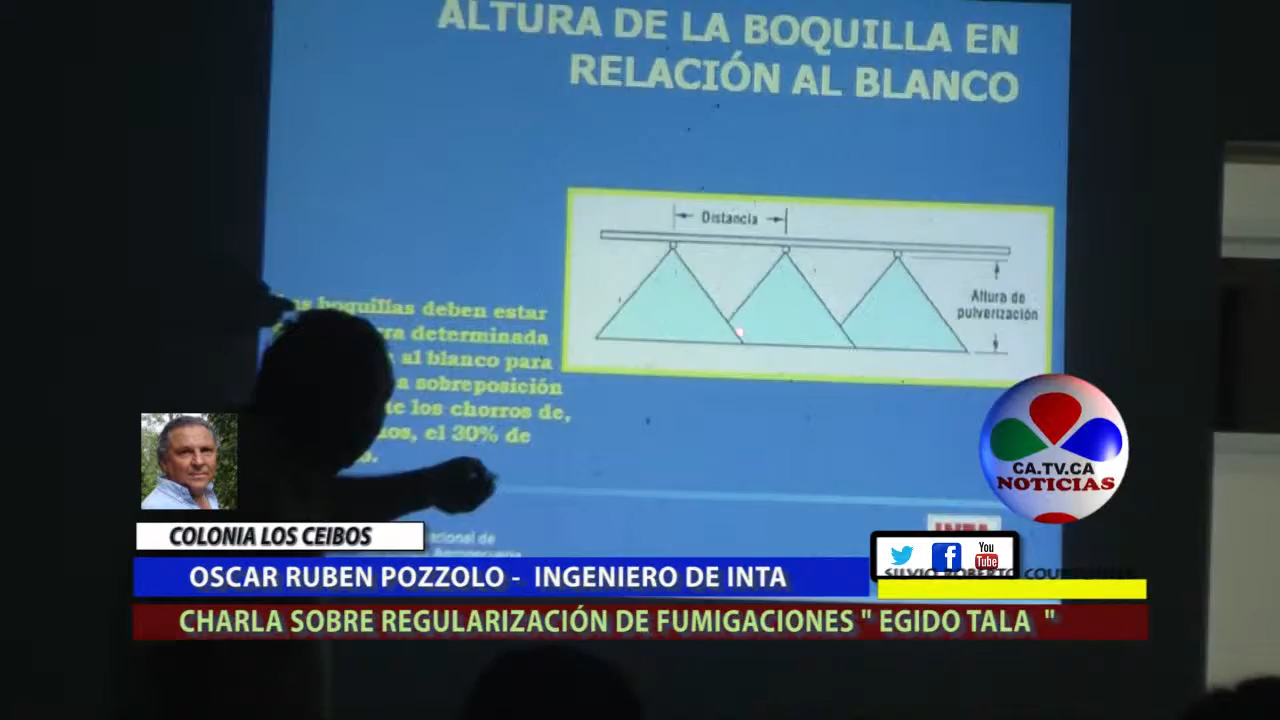 ALTURA DE LA BOQUILLA EN
RELACIÓN AL BLANCO
Distancia
Altura de
pulverización
boquillas deben estar
determinada
al blanco para
sobreposición
los chorros de,
el 30% de
CA.TV.CA
NOTICIAS
COLONIA LOS CEIBOS
OSCAR RUBEN POZZOLO - INGENIERO DE INTA
You
Tube
SILVIO ROBERTO
CHARLA SOBRE REGULARIZACIÓN DE FUMIGACIONES " EGIDO TALA "